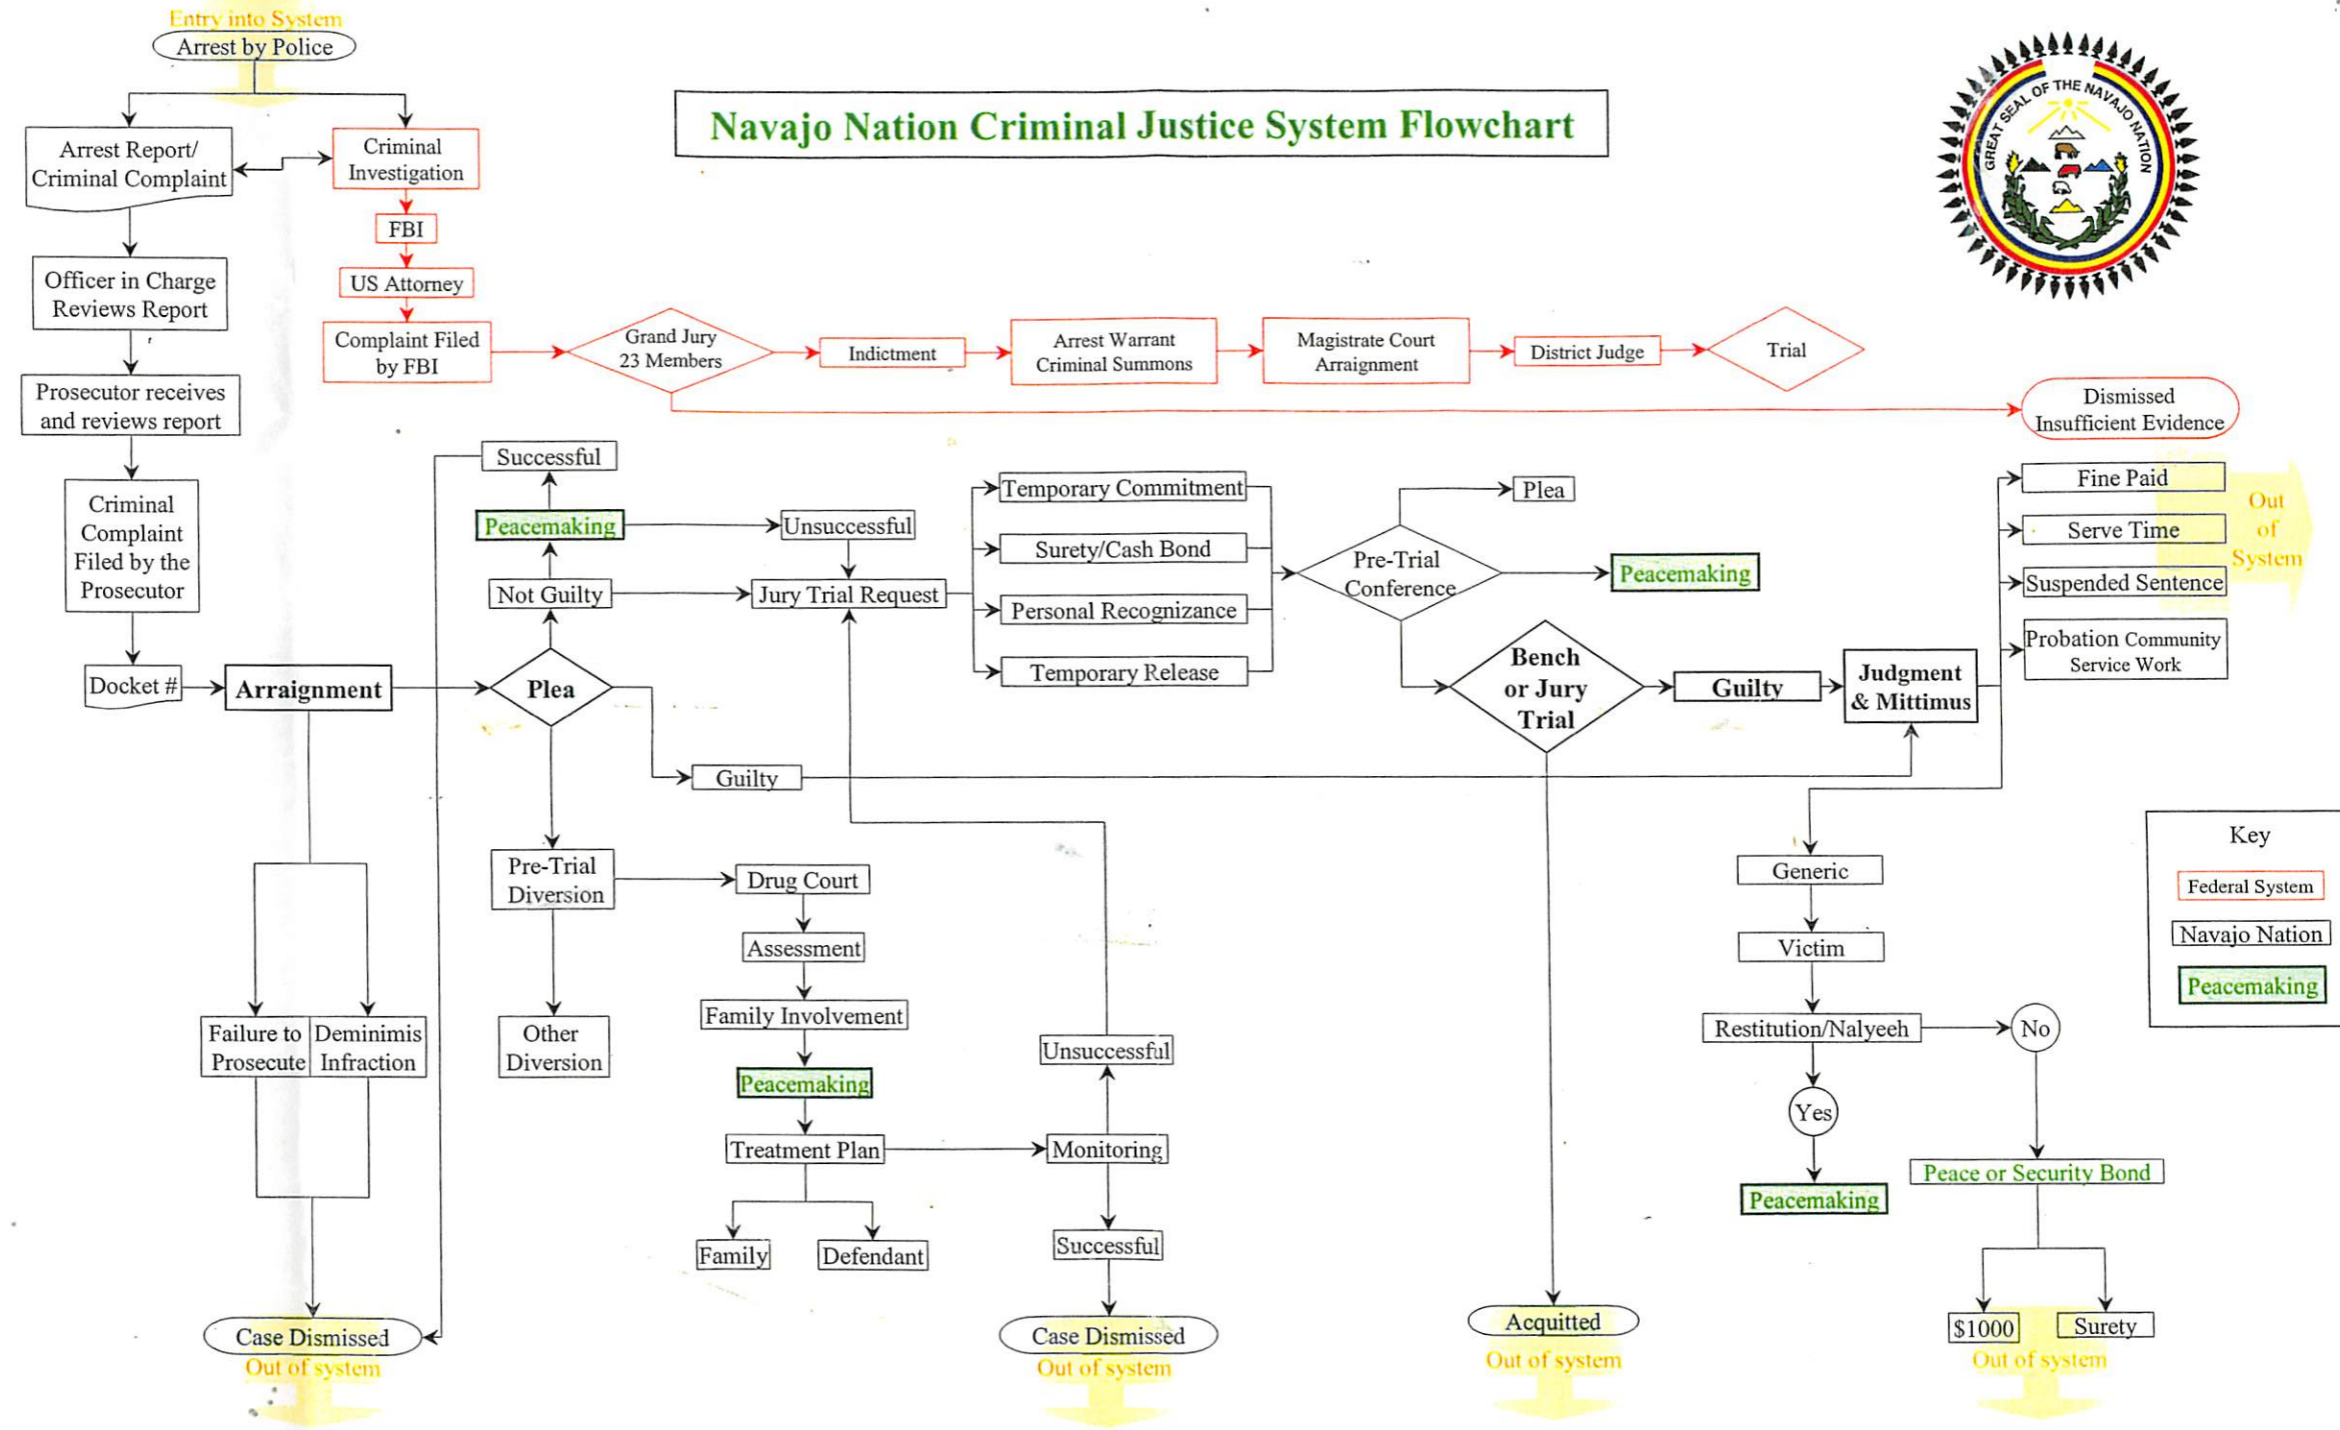 Entry into System
Arrest by Police
Navajo Nation Criminal Justice System Flowchart
GREAT SEAL OF THE NAVAJO NATION
Arrest Report/
Criminal Complaint
Criminal
Investigation
FBI
US Attorney
Officer in Charge
Reviews Report
Complaint Filed
by FBI
Grand Jury
23 Members
Indictment
Arrest Warrant
Criminal Summons
Magistrate Court
Arraignment
District Judge
Trial
Dismissed
Insufficient Evidence
Prosecutor receives
and reviews report
Criminal
Complaint
Filed by the
Prosecutor
Docket #
Arraignment
Successful
Peacemaking
Unsuccessful
Not Guilty
Jury Trial Request
Plea
Guilty
Temporary Commitment
Surety/Cash Bond
Personal Recognizance
Temporary Release
Pre-Trial
Conference
Plea
Peacemaking
Bench
or Jury
Trial
Guilty
Judgment
& Mittimus
Fine Paid
Serve Time
Suspended Sentence
Probation Community
Service Work
Out
of
System
Pre-Trial
Diversion
Other
Diversion
Drug Court
Assessment
Family Involvement
Peacemaking
Treatment Plan
Family
Defendant
Unsuccessful
Monitoring
Successful
Case Dismissed
Out of system
Failure to
Prosecute
Deminimis
Infraction
Case Dismissed
Out of system
Acquitted
Out of system
Generic
Victim
Restitution/Nalyeeh
No
Yes
Peacemaking
Peace or Security Bond
$1000
Surety
Out of system
Key
Federal System
Navajo Nation
Peacemaking